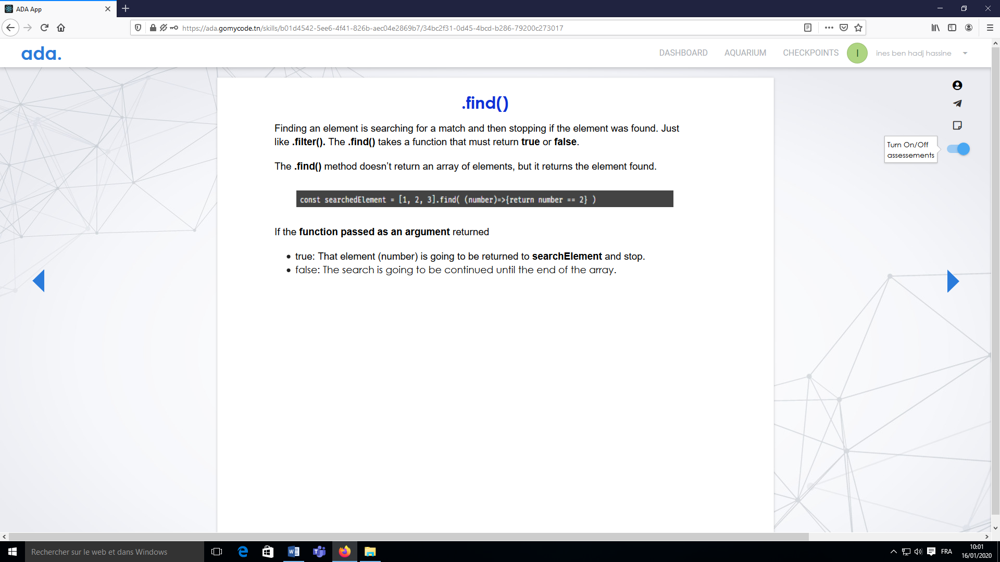 ADA App
https://ada.gomycode.tn/skills/b01d4542-5ee6-4f41-826b-aec04e2869b7/34bc2f31-0d45-4bcd-b286-79200c273017
ada.
DASHBOARD AQUARIUM CHECKPOINTS I ines ben hadj hassine
.find()
Finding an element is searching for a match and then stopping if the element was found. Just
like .filter(). The .find() takes a function that must return true or false.
Turn On/Off
assessements
The .find() method doesn’t return an array of elements, but it returns the element found.
const searchedElement = [1, 2, 3].find( (number)=>{return number == 2} )
If the function passed as an argument returned
• true: That element (number) is going to be returned to searchElement and stop.
• false: The search is going to be continued until the end of the array.
Rechercher sur le web et dans Windows
FRA
10:01
16/01/2020